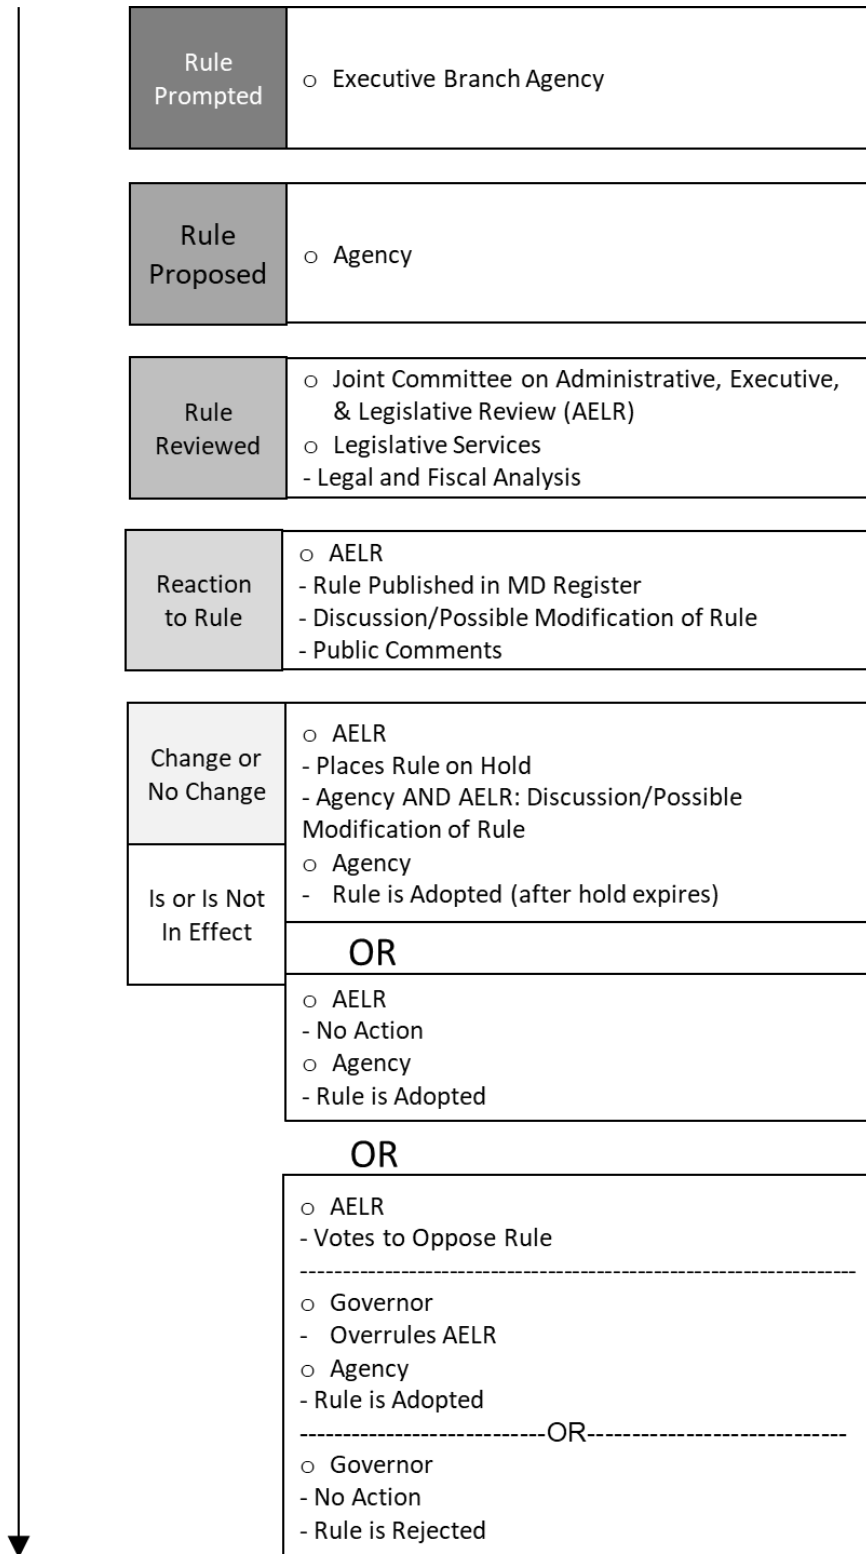 Rule
Prompted
o Executive Branch Agency
Rule
Proposed
o Agency
Rule
Reviewed
o Joint Committee on Administrative, Executive,
& Legislative Review (AELR)
o Legislative Services
- Legal and Fiscal Analysis
Reaction
to Rule
o AELR
- Rule Published in MD Register
- Discussion/Possible Modification of Rule
- Public Comments
Change or
No Change
Is or Is Not
In Effect
o AELR
- Places Rule on Hold
- Agency AND AELR: Discussion/Possible
Modification of Rule
o Agency
- Rule is Adopted (after hold expires)
OR
o AELR
- No Action
o Agency
- Rule is Adopted
OR
o AELR
- Votes to Oppose Rule
o Governor
- Overrules AELR
o Agency
- Rule is Adopted
OR
o Governor
- No Action
- Rule is Rejected